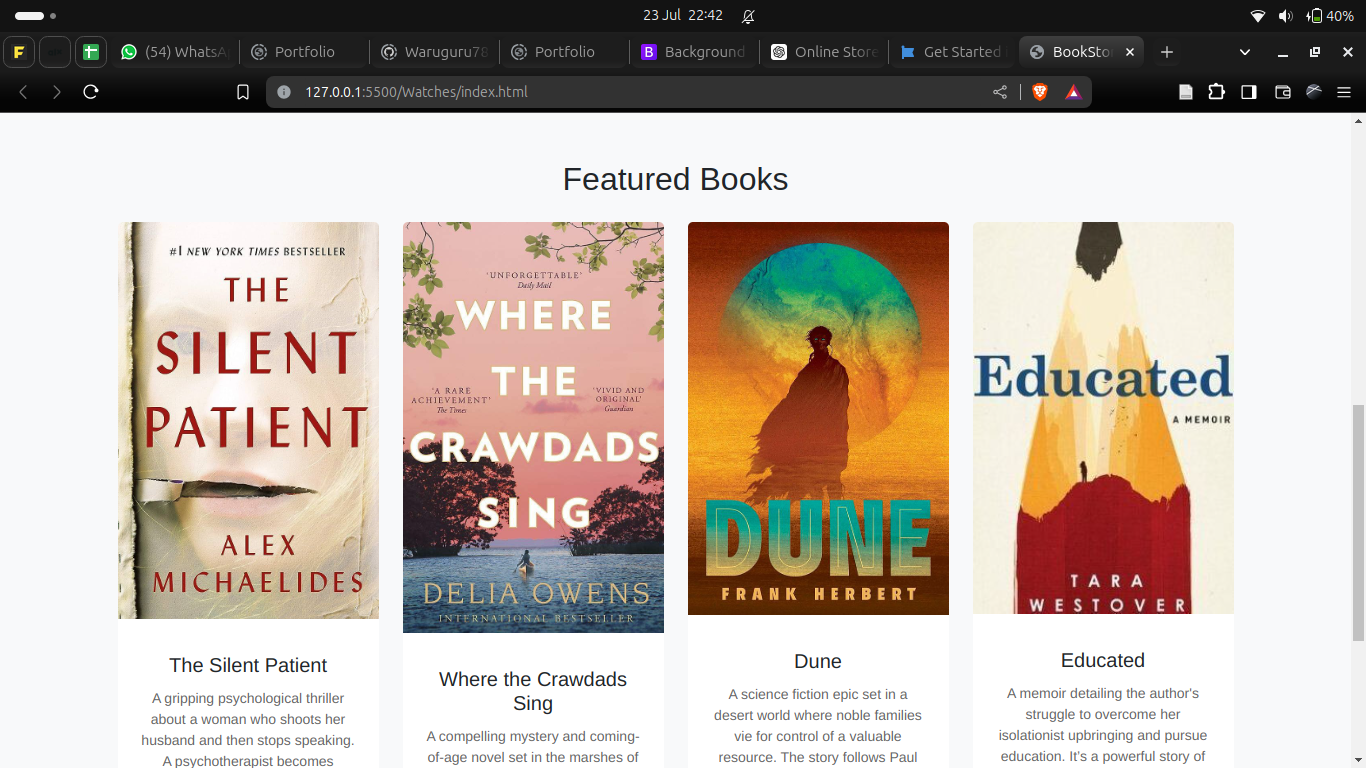 23 Jul 22:42
40%
F
(54) WhatsA
Portfolio
Waruguru78
Portfolio
B Background
Online Store
Get Started
BookSto
127.0.0.1:5500/Watches/index.html
Featured Books
#1 NEW YORK TIMES BESTSELLER
THE
SILENT
PATIENT
ALEX
MICHAELIDES
The Silent Patient
A gripping psychological thriller
about a woman who shoots her
husband and then stops speaking.
A psychotherapist becomes
'UNFORGETTABLE'
Daily Mail
WHERE
THE
'A RARE
ACHIEVEMENT'
The Times
'VIVID AND
ORIGINAL'
Guardian
CRAWDADS
SING
DELIA OWENS
INTERNATIONAL BESTSELLER
Where the Crawdads
Sing
A compelling mystery and coming-
of-age novel set in the marshes of
DUNE
FRANK HERBERT
Dune
A science fiction epic set in a
desert world where noble families
vie for control of a valuable
resource. The story follows Paul
Educated
A MEMOIR
TARA
WESTOVER
Educated
A memoir detailing the author's
struggle to overcome her
isolationist upbringing and pursue
education. It's a powerful story of